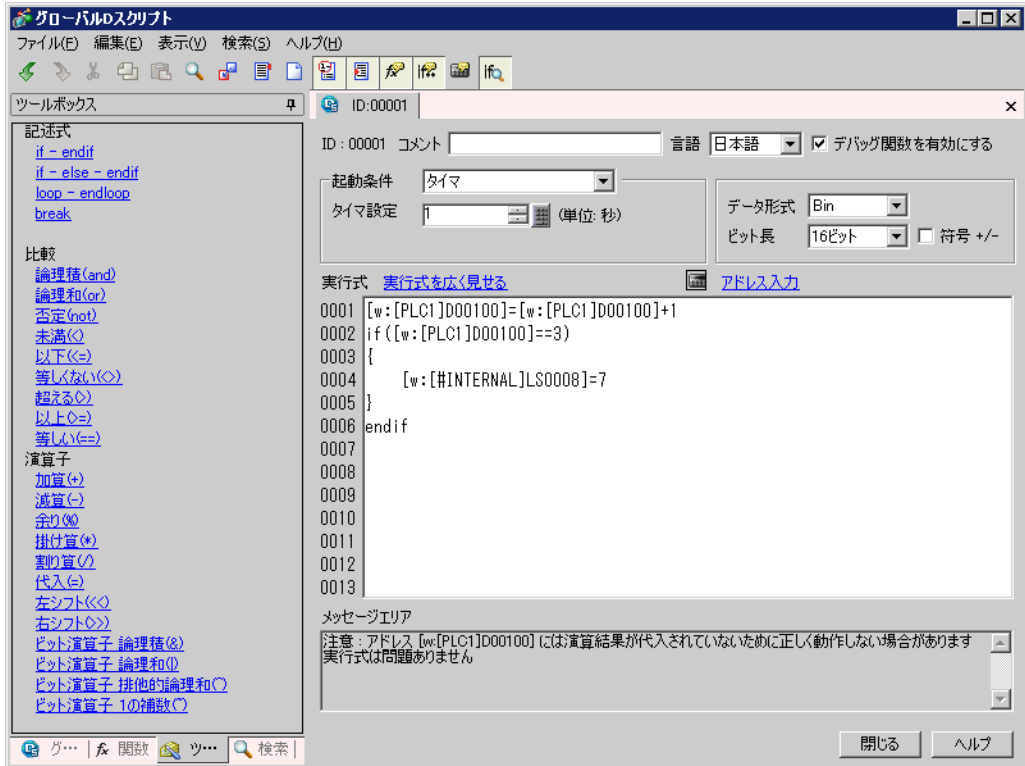 グローバルDスクリプト
ファイル(F) 編集(E) 表示(V) 検索(S) ヘルプ(H)
ツールボックス
記述式
if - endif
if - else - endif
loop - endloop
break
比較
論理積(and)
論理和(or)
否定(not)
未満(<)
以下(<=)
等しくない(<>)
超える(>)
以上(>=)
等しい(==)
演算子
加算(+)
減算(-)
余り(%)
掛け算(*)
割り算(/)
代入(=)
左シフト(<<)
右シフト(>>)
ビット演算子 論理積(&)
ビット演算子 論理和(|)
ビット演算子 排他的論理和(^)
ビット演算子 1の補数(~)
グ… fx 関数 ツ… 検索
ID:00001
ID : 00001 コメント 言語 日本語 デバッグ関数を有効にする
起動条件 タイマ
タイマ設定 1 (単位: 秒)
データ形式 Bin
ビット長 16ビット 符号 +/-
実行式 実行式を広く見せる アドレス入力
0001 [w:[PLC1]D00100]=[w:[PLC1]D00100]+1
0002 if([w:[PLC1]D00100]==3)
0003 {
0004 [w:[#INTERNAL]LS0008]=7
0005 }
0006 endif
0007
0008
0009
0010
0011
0012
0013
メッセージエリア
注意 : アドレス [w:[PLC1]D00100] には演算結果が代入されていないために正しく動作しない場合があります
実行式は問題ありません
閉じる ヘルプ